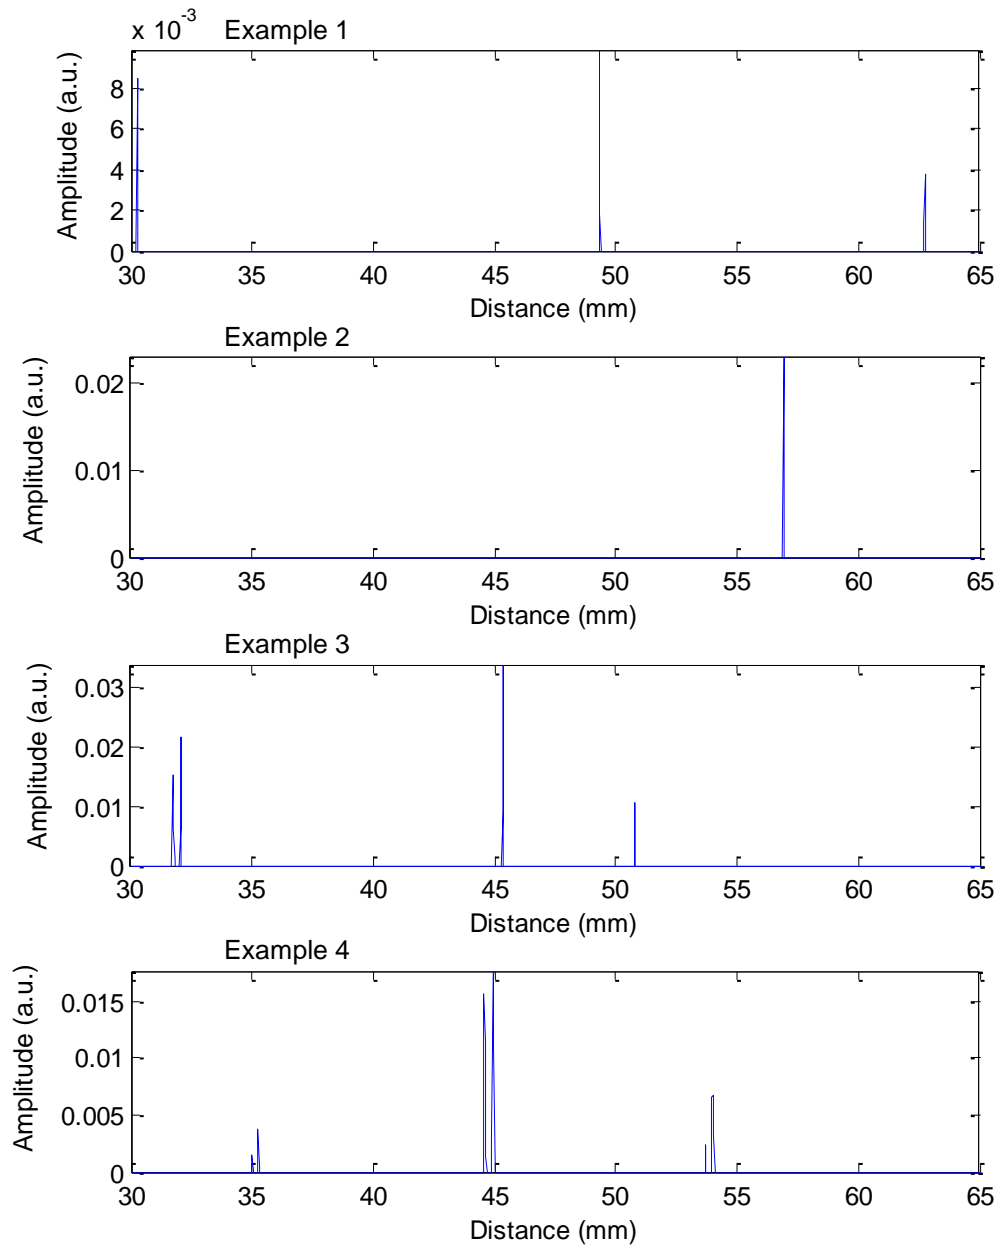 x 10-3 Example 1
Amplitude (a.u.)
8
6
4
2
0
30 35 40 45 50 55 60 65
Distance (mm)
Example 2
Amplitude (a.u.)
0.02
0.01
0
30 35 40 45 50 55 60 65
Distance (mm)
Example 3
Amplitude (a.u.)
0.03
0.02
0.01
0
30 35 40 45 50 55 60 65
Distance (mm)
Example 4
Amplitude (a.u.)
0.015
0.01
0.005
0
30 35 40 45 50 55 60 65
Distance (mm)